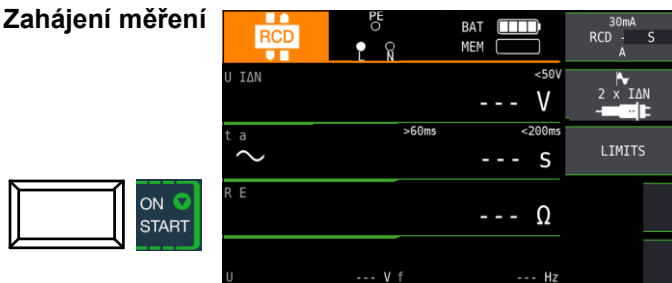 Zahájení měření
ON
START
RCD
PE
L
N
BAT
MEM
30mA
RCD - S
A
U IΔN
<50V
--- V
2 x IΔN
t a
>60ms
<200ms
--- s
LIMITS
R E
--- Ω
U --- V f --- Hz